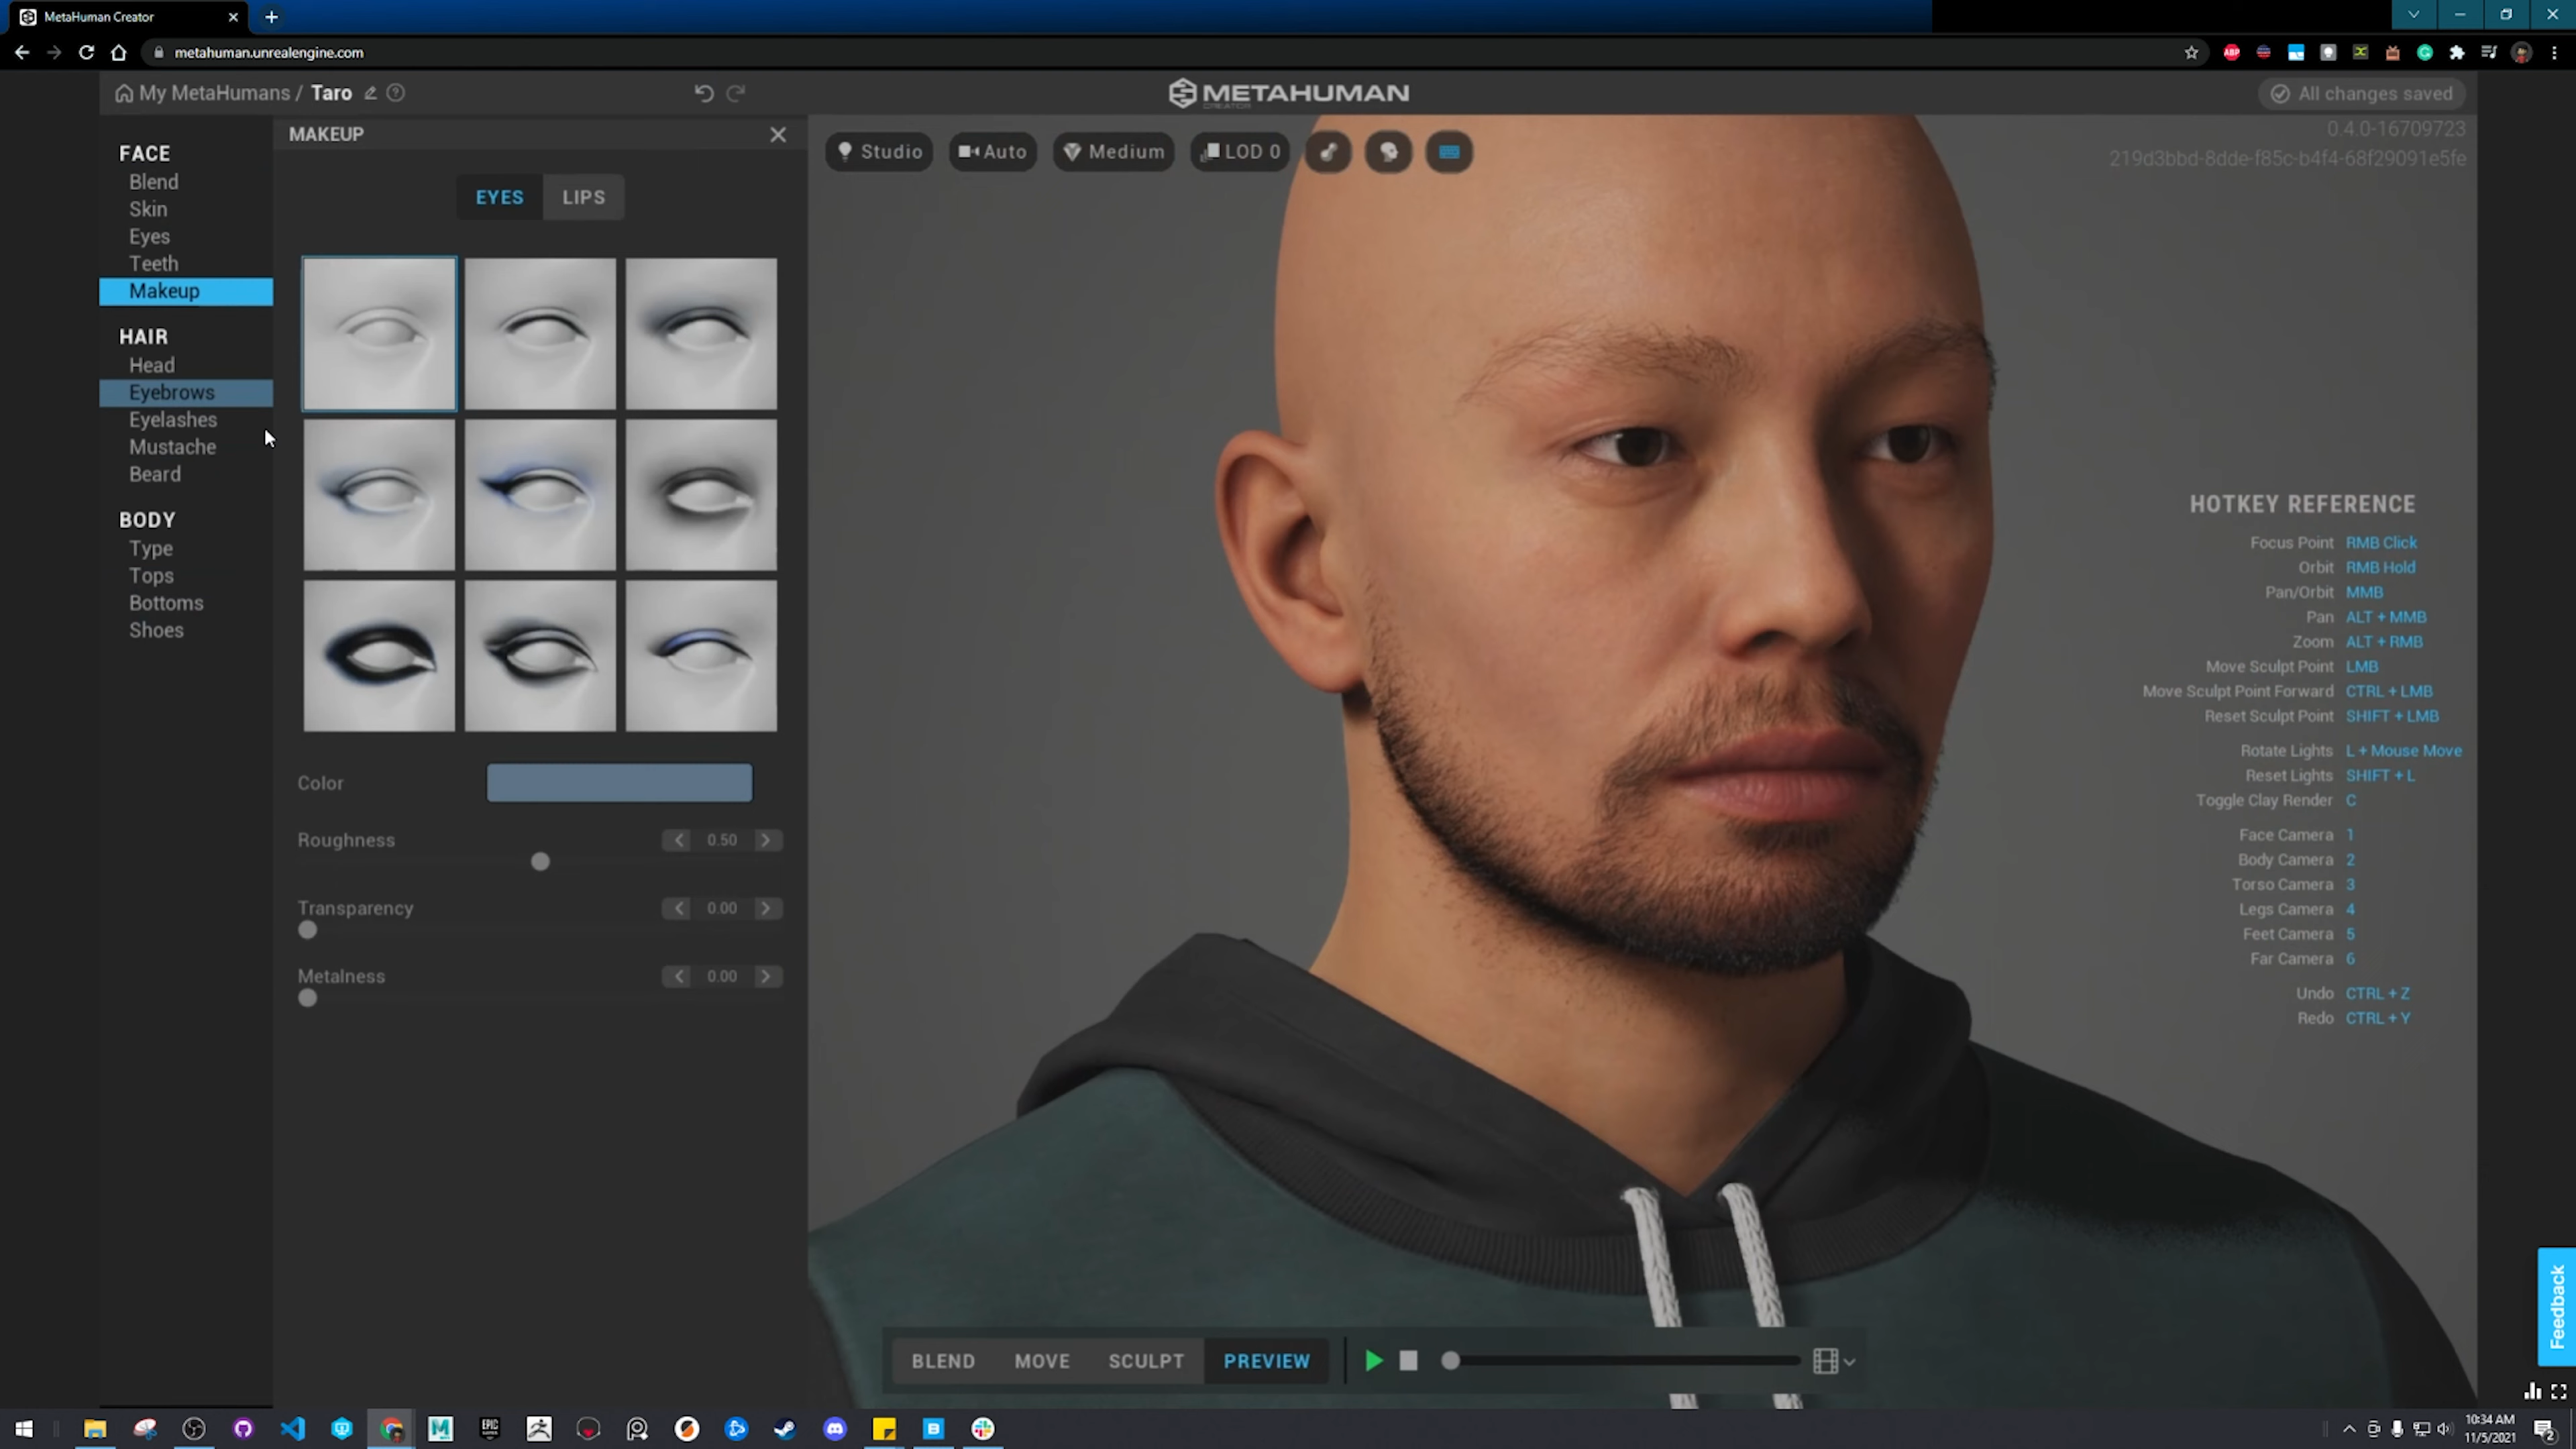 MetaHuman Creator
metahuman.unrealengine.com
ABP
My MetaHumans / Taro
METAHUMAN
CREATOR
All changes saved
0.4.0-16709723
219d3bbd-8dde-f85c-b4f4-68f29091e5fe
FACE
Blend
Skin
Eyes
Teeth
Makeup
HAIR
Head
Eyebrows
Eyelashes
Mustache
Beard
BODY
Type
Tops
Bottoms
Shoes
MAKEUP
EYES LIPS
Color
Roughness 0.50
Transparency 0.00
Metalness 0.00
Studio Auto Medium LOD 0
HOTKEY REFERENCE
Focus Point RMB Click
Orbit RMB Hold
Pan/Orbit MMB
Pan ALT + MMB
Zoom ALT + RMB
Move Sculpt Point LMB
Move Sculpt Point Forward CTRL + LMB
Reset Sculpt Point SHIFT + LMB
Rotate Lights L + Mouse Move
Reset Lights SHIFT + L
Toggle Clay Render C
Face Camera 1
Body Camera 2
Torso Camera 3
Legs Camera 4
Feet Camera 5
Far Camera 6
Undo CTRL + Z
Redo CTRL + Y
Feedback
BLEND MOVE SCULPT PREVIEW
EPIC
10:34 AM
11/5/2021
2